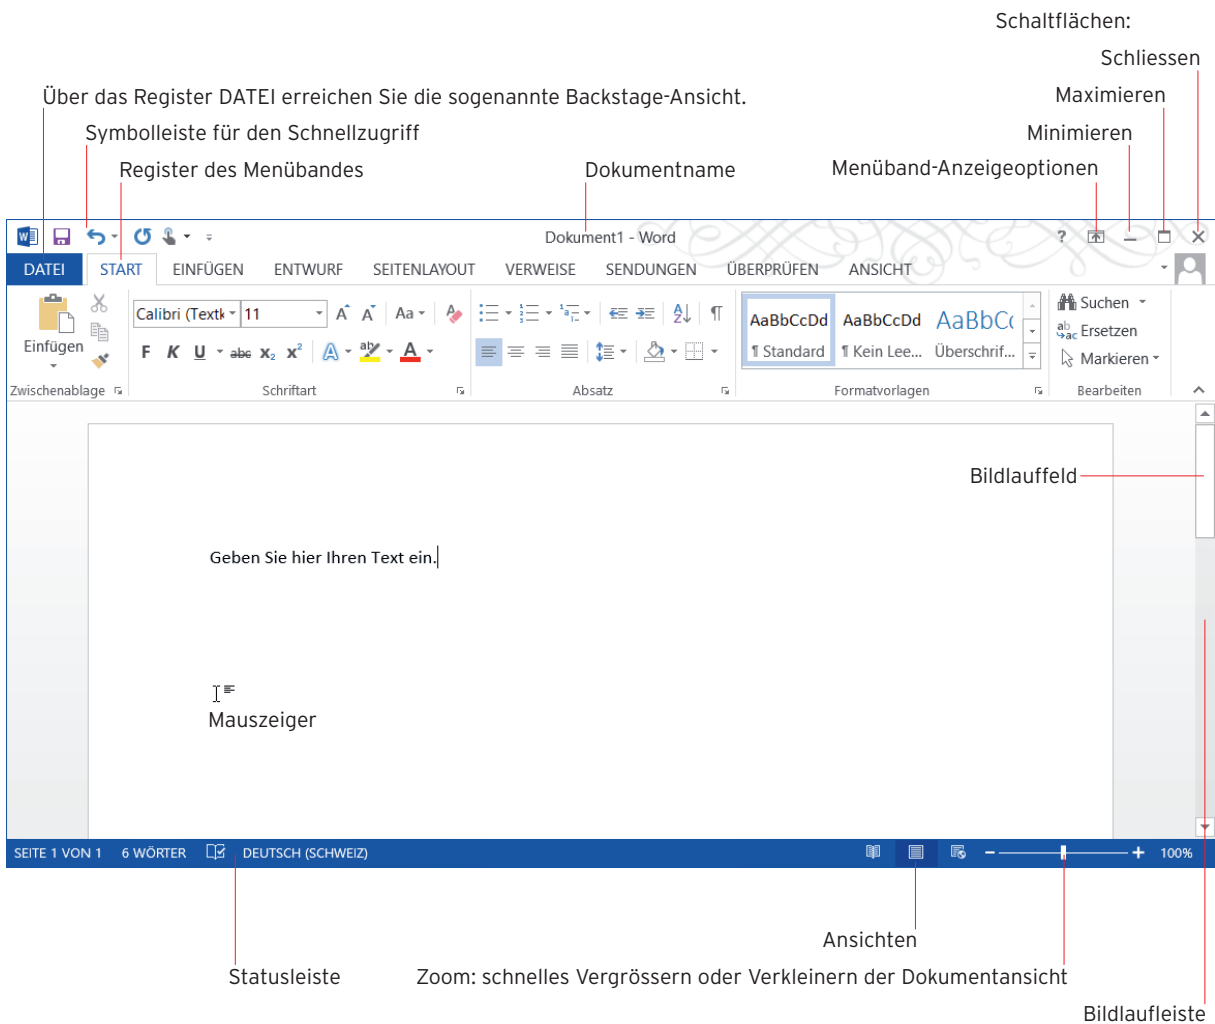 Schaltflächen:
Schliessen
Über das Register DATEI erreichen Sie die sogenannte Backstage-Ansicht.
Maximieren
Symbolleiste für den Schnellzugriff
Minimieren
Register des Menübandes
Dokumentname
Menüband-Anzeigeoptionen
Dokument1 - Word
?
DATEI START EINFÜGEN ENTWURF SEITENLAYOUT VERWEISE SENDUNGEN ÜBERPRÜFEN ANSICHT
Calibri (Textk 11 A A Aa
AaBbCcDd AaBbCcDd AaBbC
Suchen
Ersetzen
Einfügen
F K U abc x₂ x² A ab A
¶ Standard ¶ Kein Lee... Überschrif...
Markieren
Zwischenablage Schriftart Absatz Formatvorlagen Bearbeiten
Bildlauffeld
Geben Sie hier Ihren Text ein.
Mauszeiger
SEITE 1 VON 1 6 WÖRTER DEUTSCH (SCHWEIZ) 100%
Ansichten
Statusleiste
Zoom: schnelles Vergrössern oder Verkleinern der Dokumentansicht
Bildlaufleiste